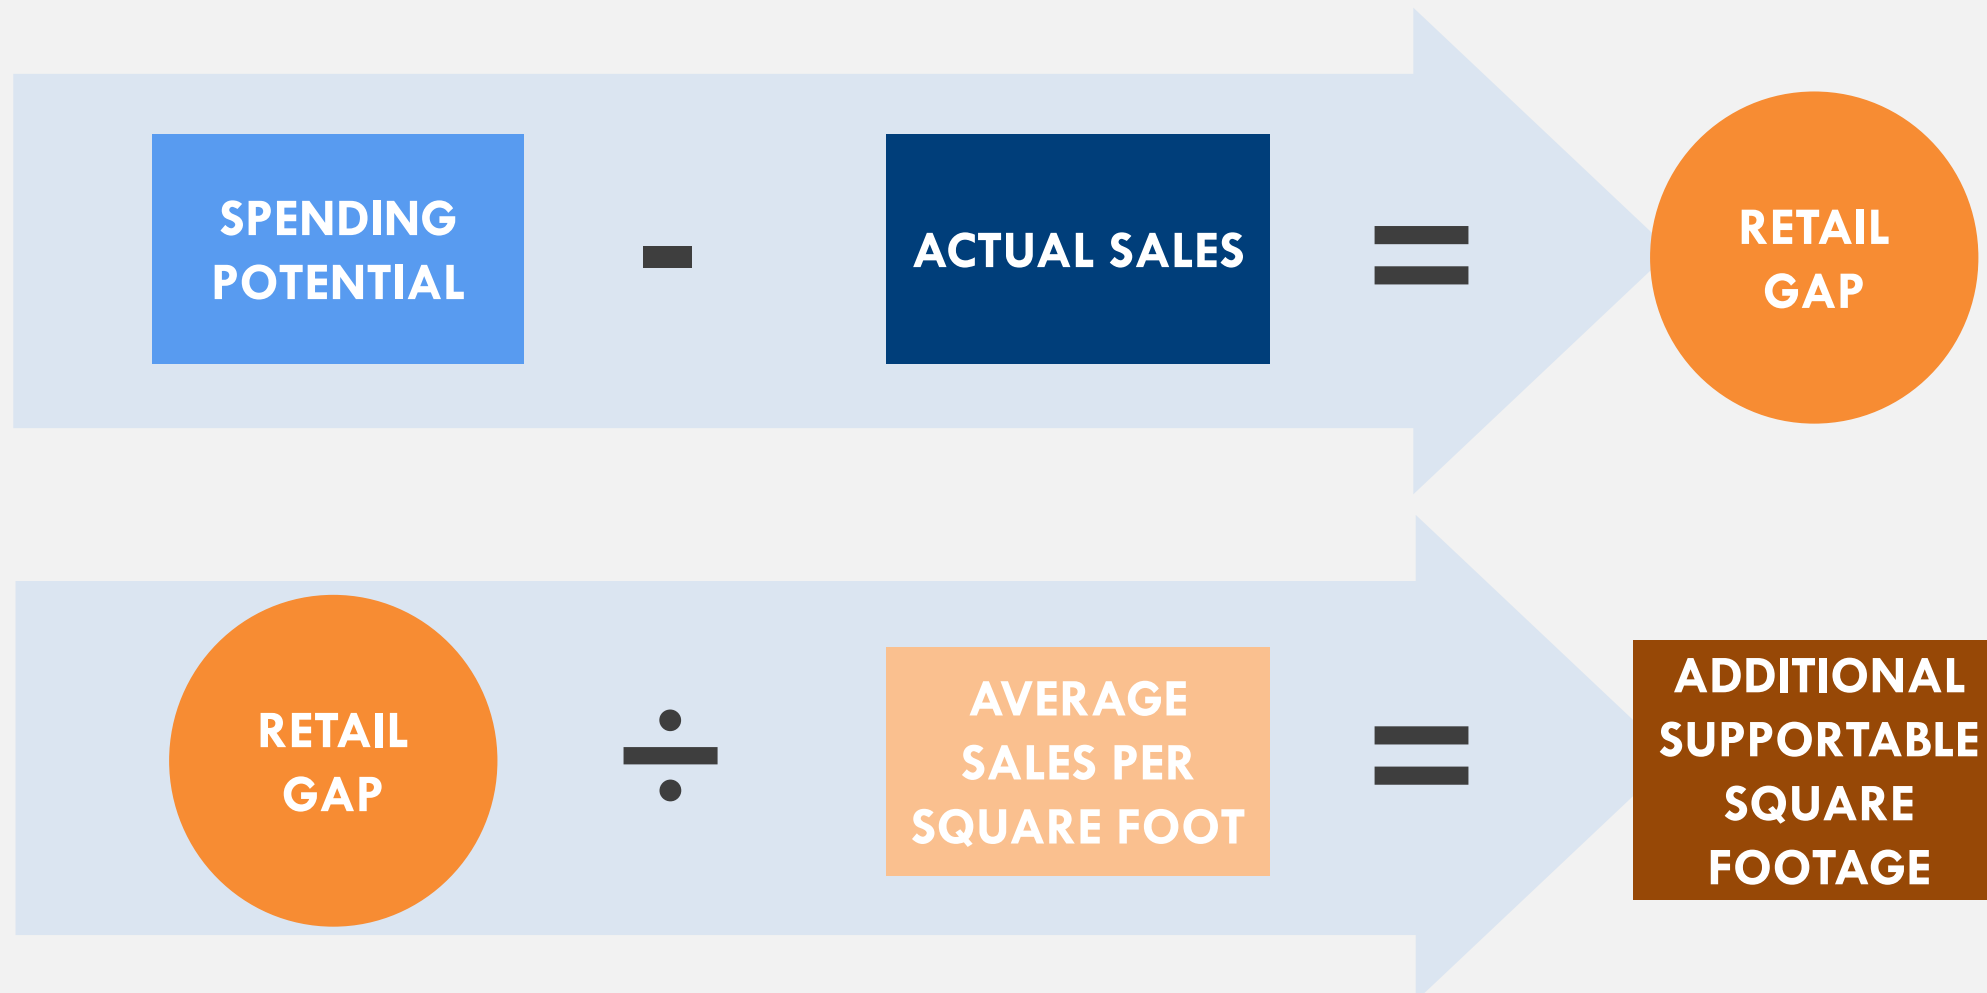 SPENDING
POTENTIAL
-
ACTUAL SALES
=
RETAIL
GAP
RETAIL
GAP
÷
AVERAGE
SALES PER
SQUARE FOOT
=
ADDITIONAL
SUPPORTABLE
SQUARE
FOOTAGE